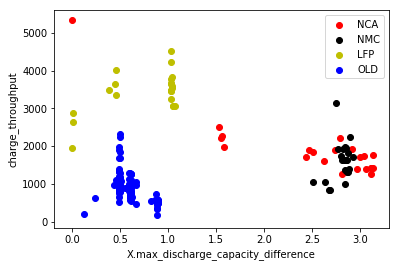 5000
4000
3000
2000
1000
0
charge_throughput
NCA
NMC
LFP
OLD
0.0 0.5 1.0 1.5 2.0 2.5 3.0
X.max_discharge_capacity_difference